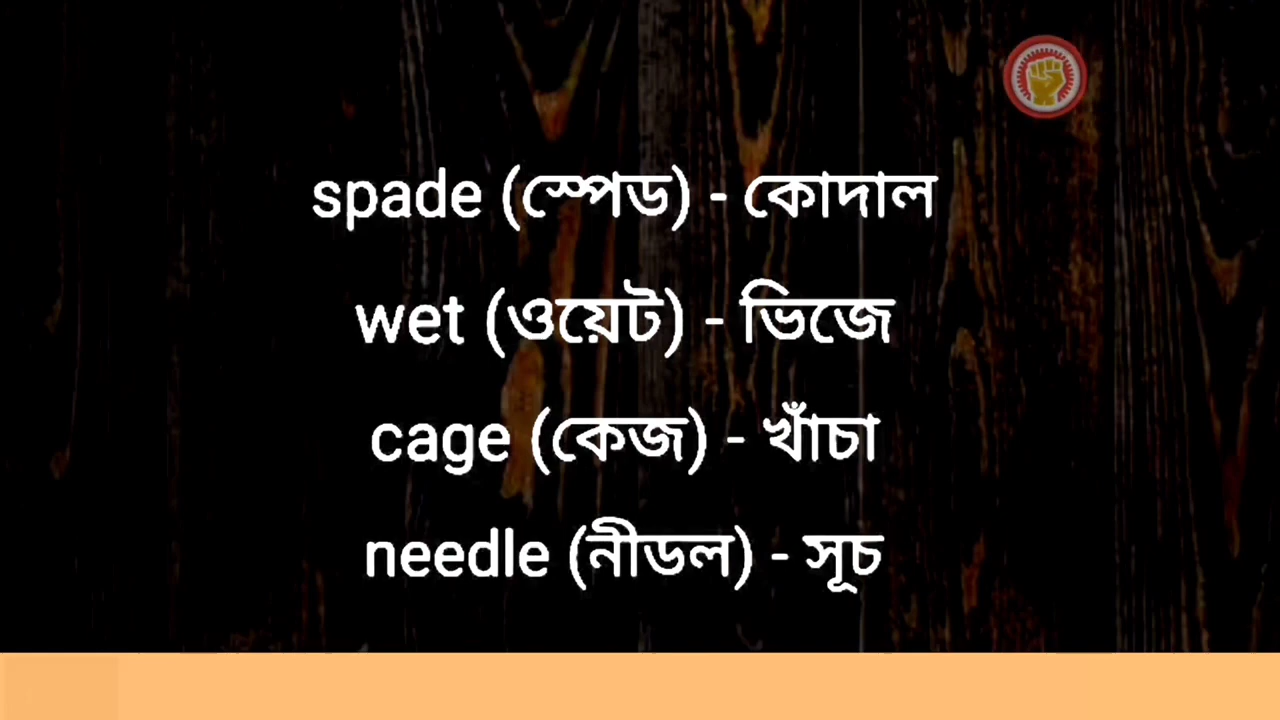 spade (স্পেড) - কোদাল
wet (ওয়েট) - ভিজে
cage (কেজ) - খাঁচা
needle (নীডল) - সূচ